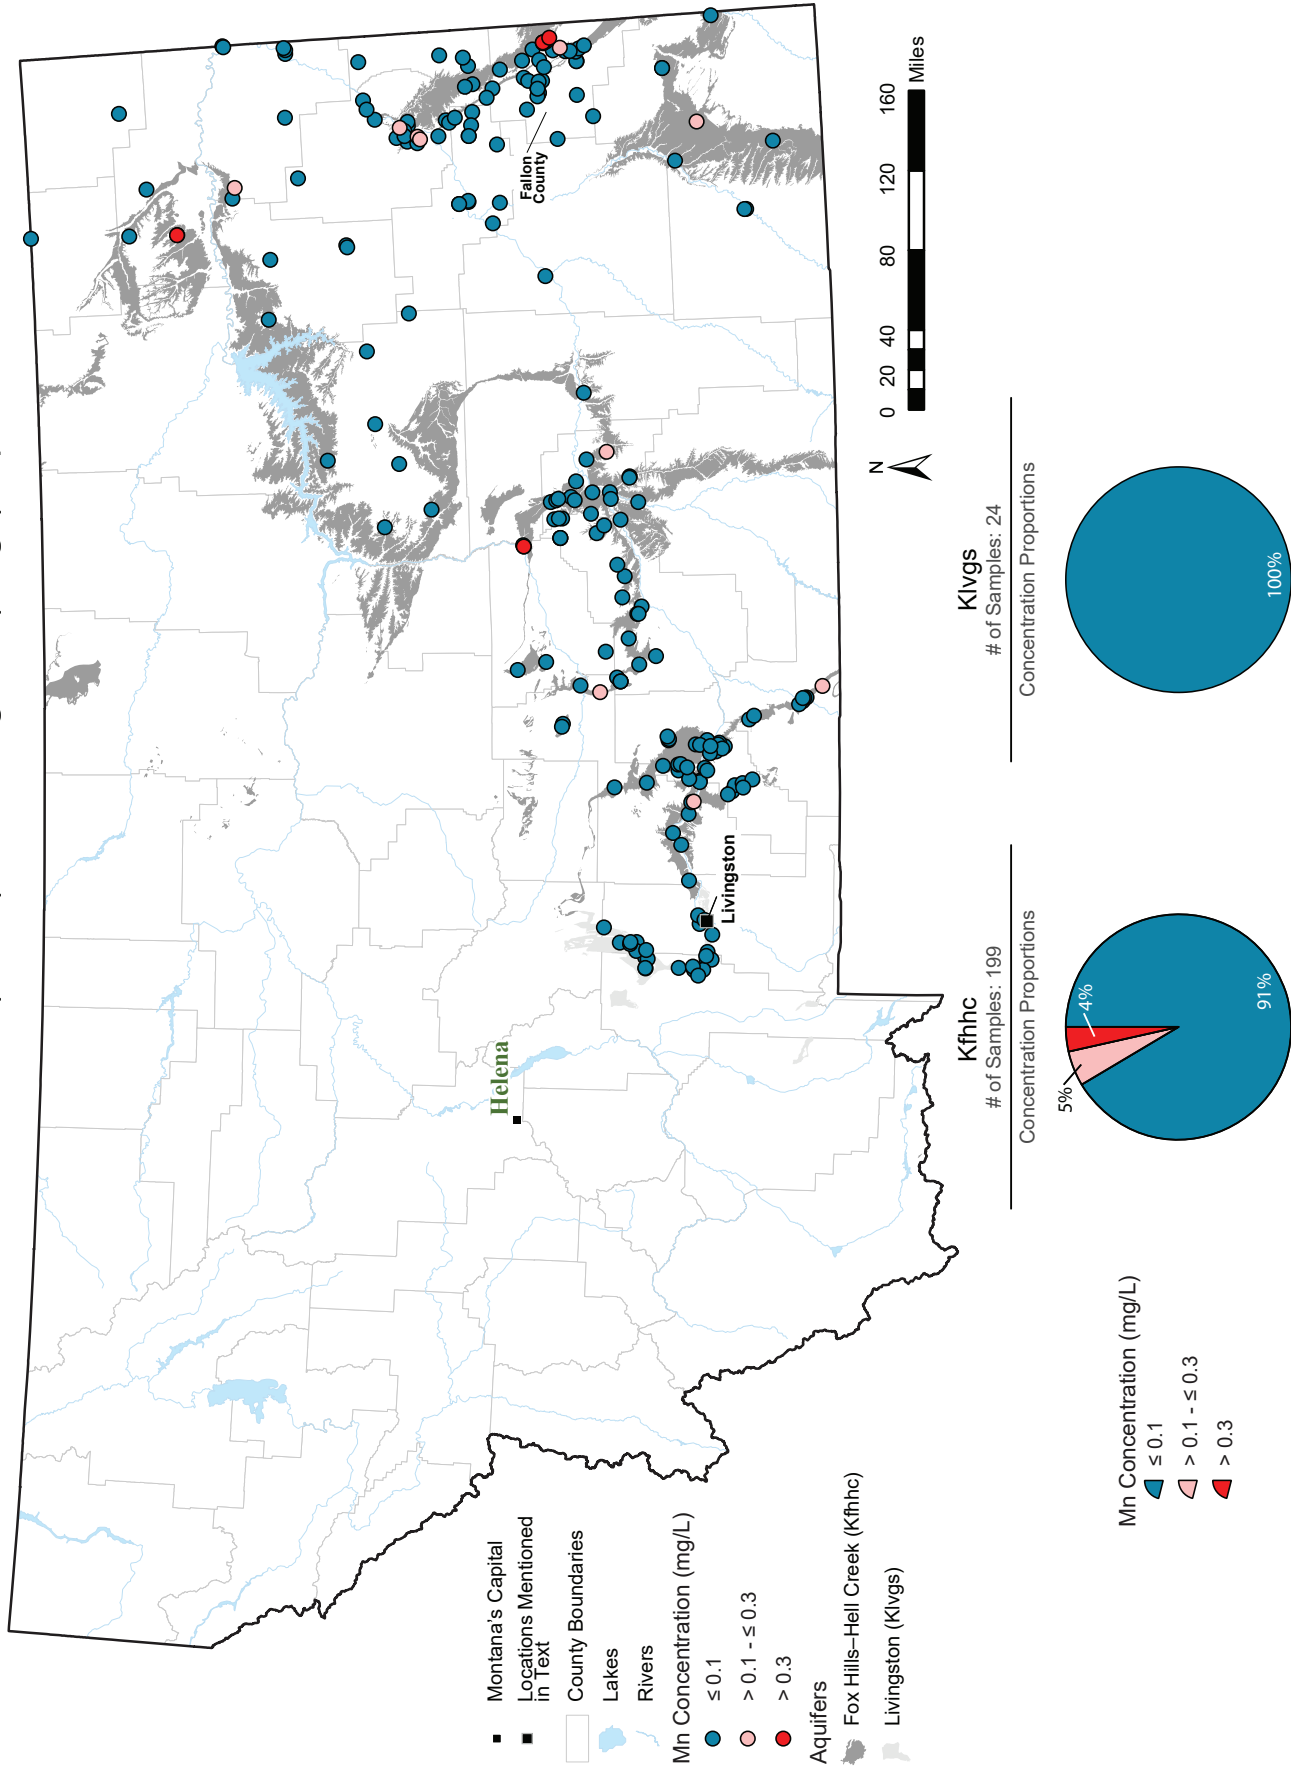 Helena
Livingston
Fallon
County
N
0 20 40 80 120 160
Miles
Montana's Capital
Locations Mentioned
in Text
County Boundaries
Lakes
Rivers
Mn Concentration (mg/L)
≤ 0.1
> 0.1 - ≤ 0.3
> 0.3
Aquifers
Fox Hills–Hell Creek (Kfhhc)
Livingston (Klvgs)
Kfhhc
# of Samples: 199
Concentration Proportions
5%
4%
91%
Klvgs
# of Samples: 24
Concentration Proportions
100%
Mn Concentration (mg/L)
≤ 0.1
> 0.1 - ≤ 0.3
> 0.3